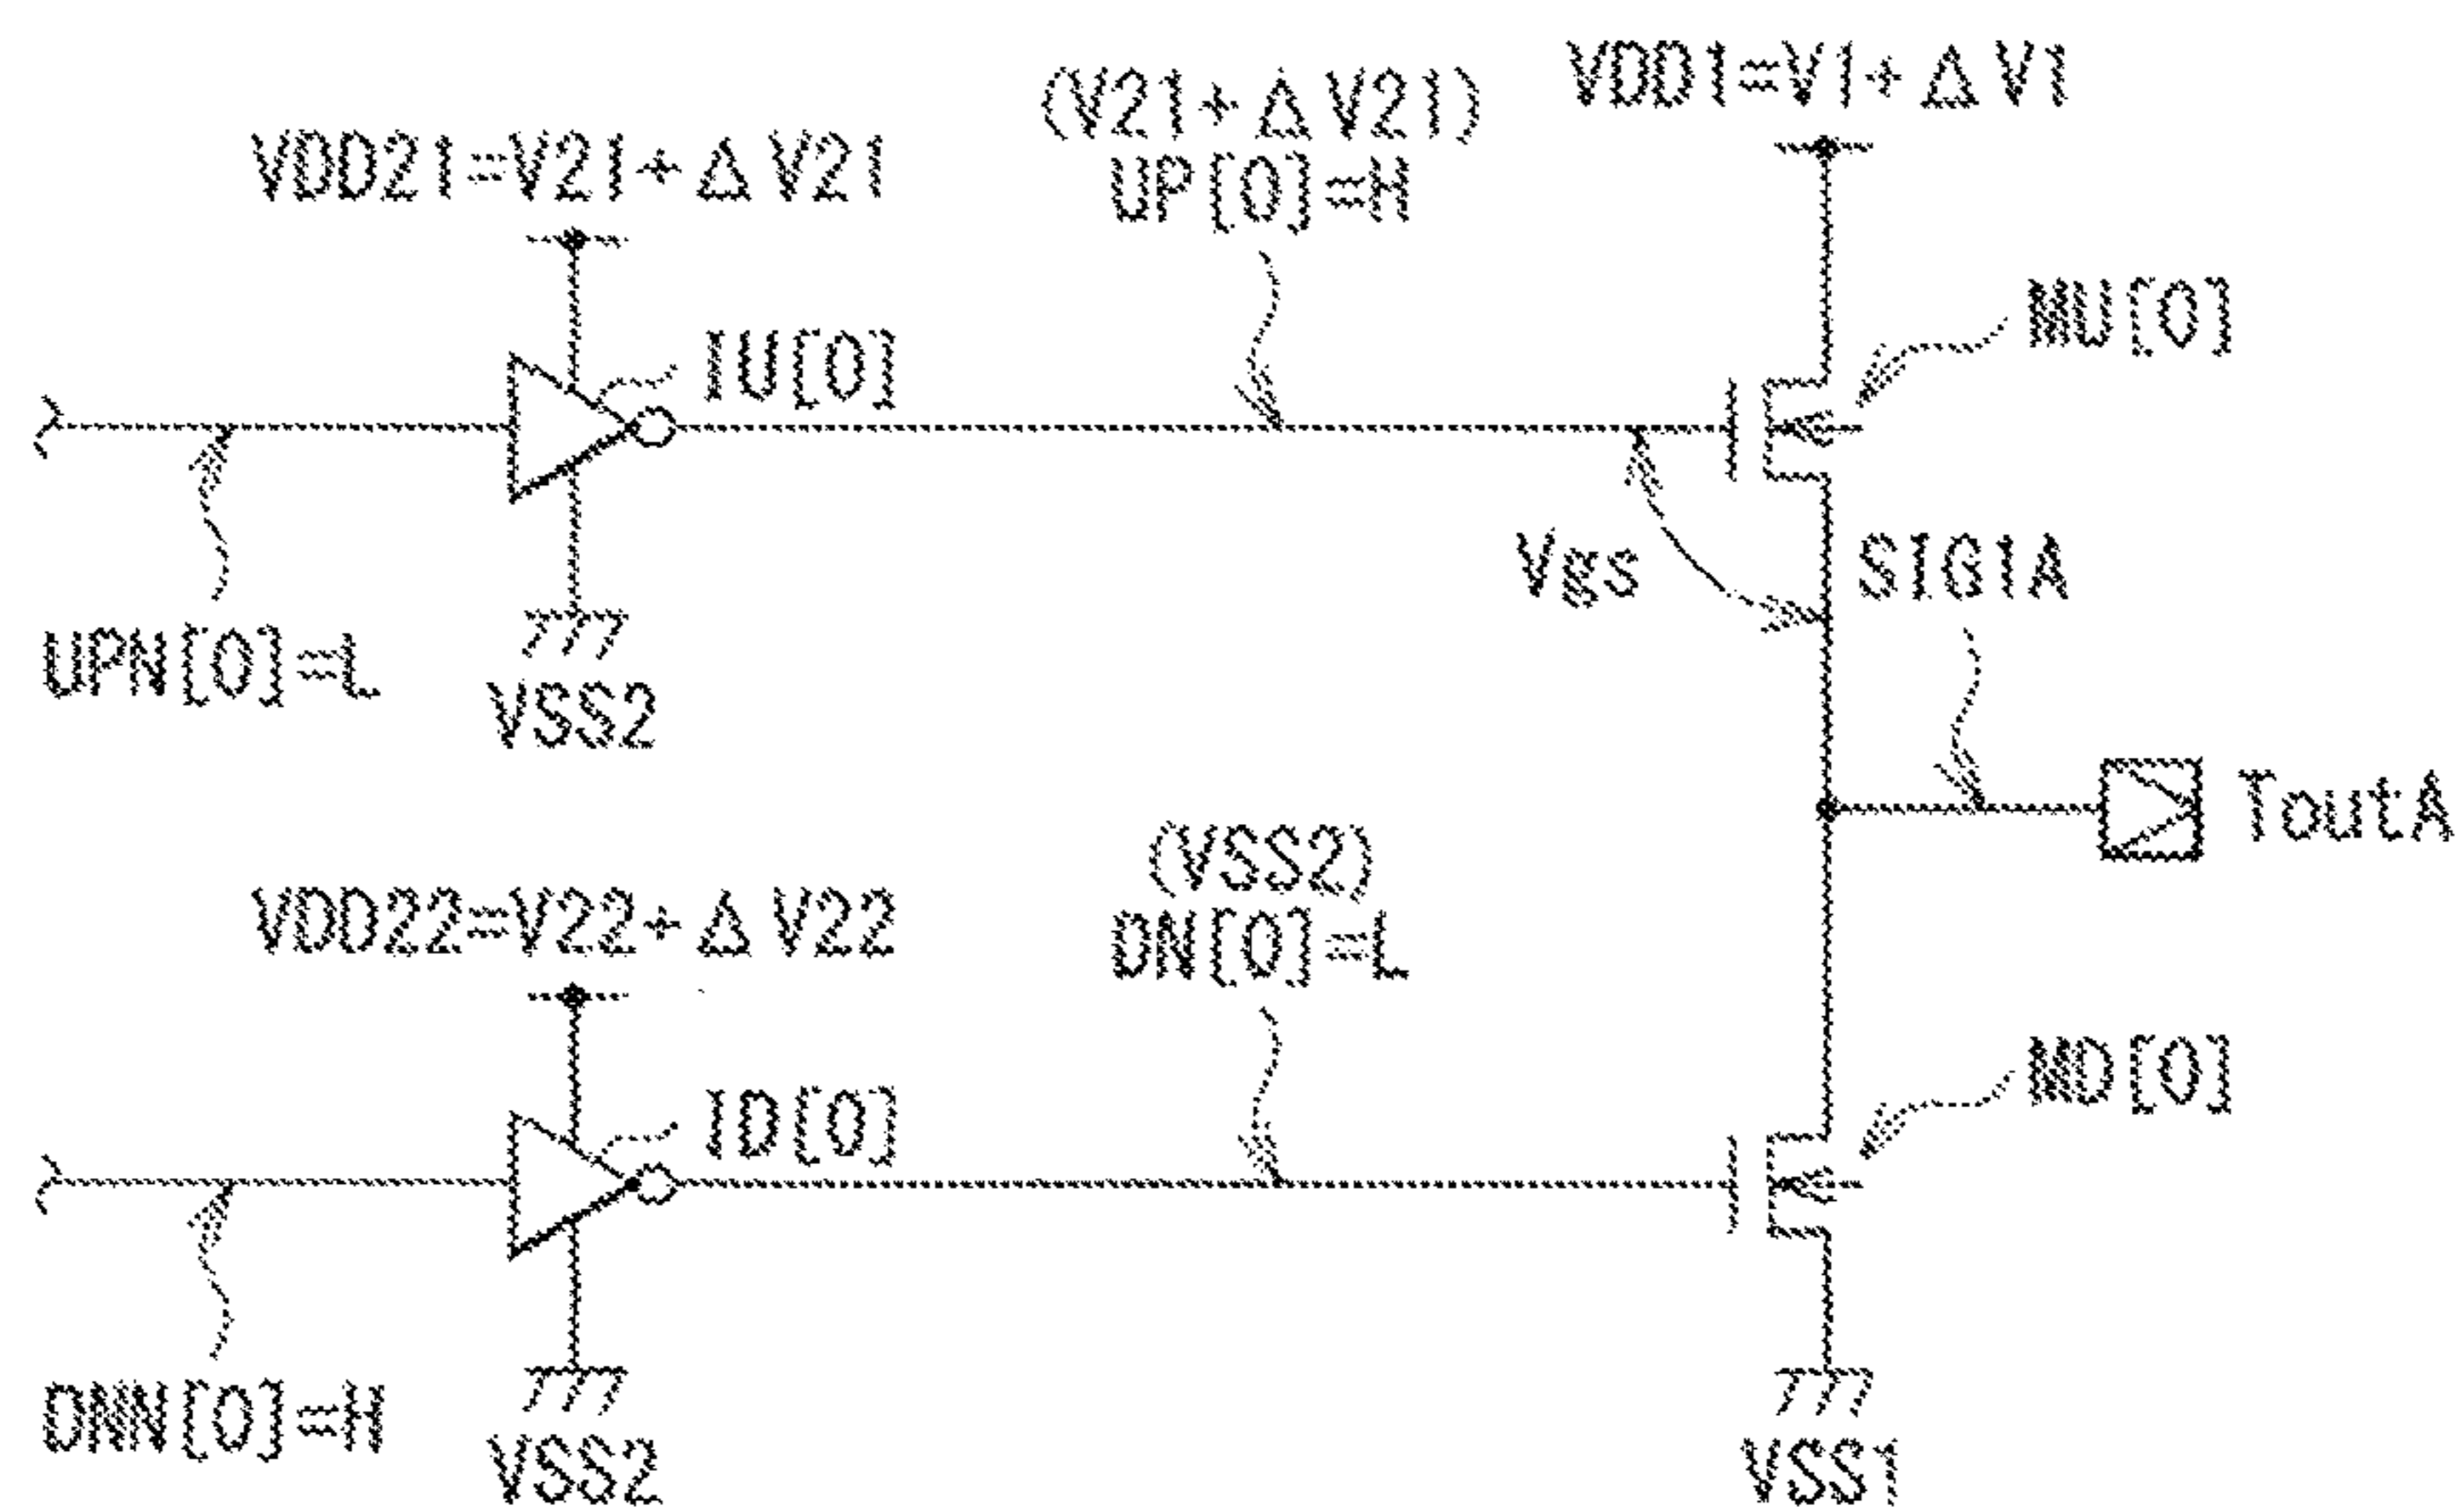 VDD1=V1+ΔV1
(V21+ΔV21)
UP[0]=H
VDD21=V21+ΔV21
MU[0]
IU[0]
Vgs
SIG1A
UPN[0]=L
VSS2
ToutA
(VSS2)
DN[0]=L
VDD22=V22+ΔV22
MD[0]
ID[0]
DNN[0]=H
VSS2
VSS1